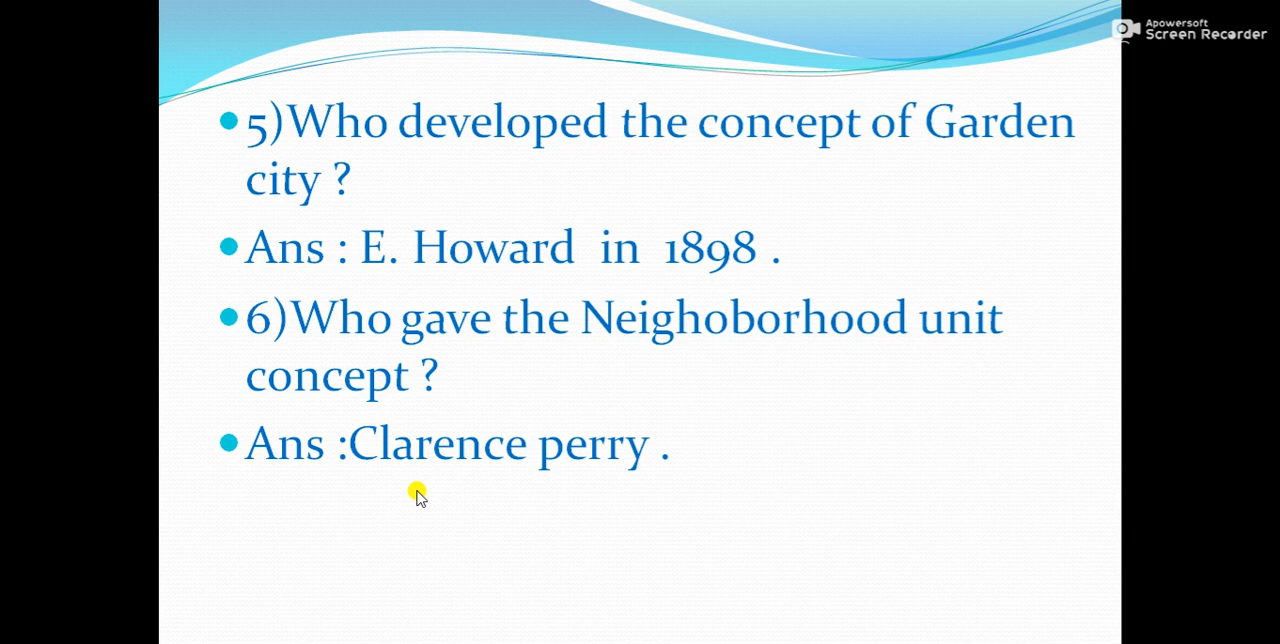 Apowersoft
Screen Recorder
•5)Who developed the concept of Garden
city ?
•Ans : E. Howard in 1898 .
•6)Who gave the Neighoborhood unit
concept ?
•Ans :Clarence perry .